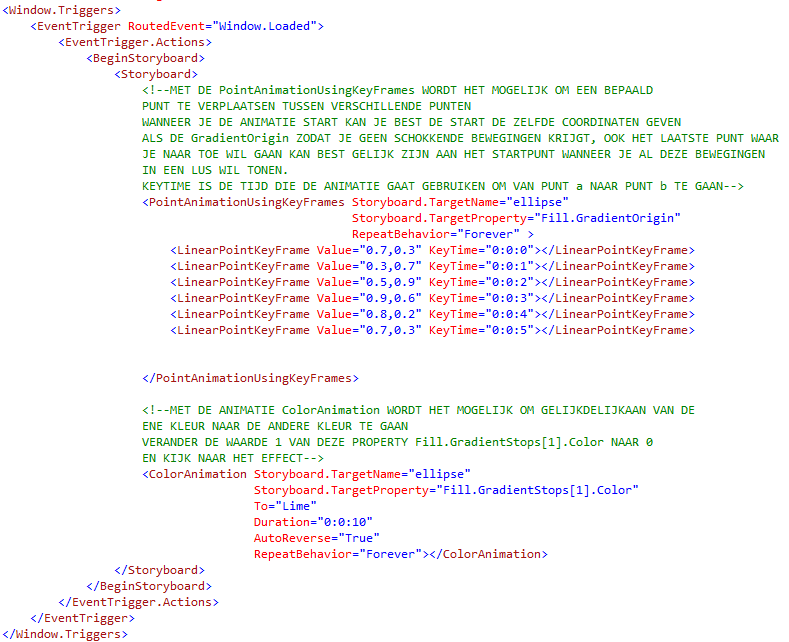 <Window.Triggers>
<EventTrigger RoutedEvent="Window.Loaded">
<EventTrigger.Actions>
<BeginStoryboard>
<Storyboard>
<!--MET DE PointAnimationUsingKeyFrames WORDT HET MOGELIJK OM EEN BEPAALD
PUNT TE VERPLAATSEN TUSSEN VERSCHILLENDE PUNTEN
WANNEER JE DE ANIMATIE START KAN JE BEST DE START DE ZELFDE COORDINATEN GEVEN
ALS DE GradientOrigin ZODAT JE GEEN SCHOKKENDE BEWEGINGEN KRIJGT, OOK HET LAATSTE PUNT WAAR
JE NAAR TOE WIL GAAN KAN BEST GELIJK ZIJN AAN HET STARTPUNT WANNEER JE AL DEZE BEWEGINGEN
IN EEN LUS WIL TONEN.
KEYTIME IS DE TIJD DIE DE ANIMATIE GAAT GEBRUIKEN OM VAN PUNT a NAAR PUNT b TE GAAN-->
<PointAnimationUsingKeyFrames Storyboard.TargetName="ellipse"
Storyboard.TargetProperty="Fill.GradientOrigin"
RepeatBehavior="Forever" >
<LinearPointKeyFrame Value="0.7,0.3" KeyTime="0:0:0"></LinearPointKeyFrame>
<LinearPointKeyFrame Value="0.3,0.7" KeyTime="0:0:1"></LinearPointKeyFrame>
<LinearPointKeyFrame Value="0.5,0.9" KeyTime="0:0:2"></LinearPointKeyFrame>
<LinearPointKeyFrame Value="0.9,0.6" KeyTime="0:0:3"></LinearPointKeyFrame>
<LinearPointKeyFrame Value="0.8,0.2" KeyTime="0:0:4"></LinearPointKeyFrame>
<LinearPointKeyFrame Value="0.7,0.3" KeyTime="0:0:5"></LinearPointKeyFrame>
</PointAnimationUsingKeyFrames>
<!--MET DE ANIMATIE ColorAnimation WORDT HET MOGELIJK OM GELIJKDELIJKAAN VAN DE
ENE KLEUR NAAR DE ANDERE KLEUR TE GAAN
VERANDER DE WAARDE 1 VAN DEZE PROPERTY Fill.GradientStops[1].Color NAAR 0
EN KIJK NAAR HET EFFECT-->
<ColorAnimation Storyboard.TargetName="ellipse"
Storyboard.TargetProperty="Fill.GradientStops[1].Color"
To="Lime"
Duration="0:0:10"
AutoReverse="True"
RepeatBehavior="Forever"></ColorAnimation>
</Storyboard>
</BeginStoryboard>
</EventTrigger.Actions>
</EventTrigger>
</Window.Triggers>